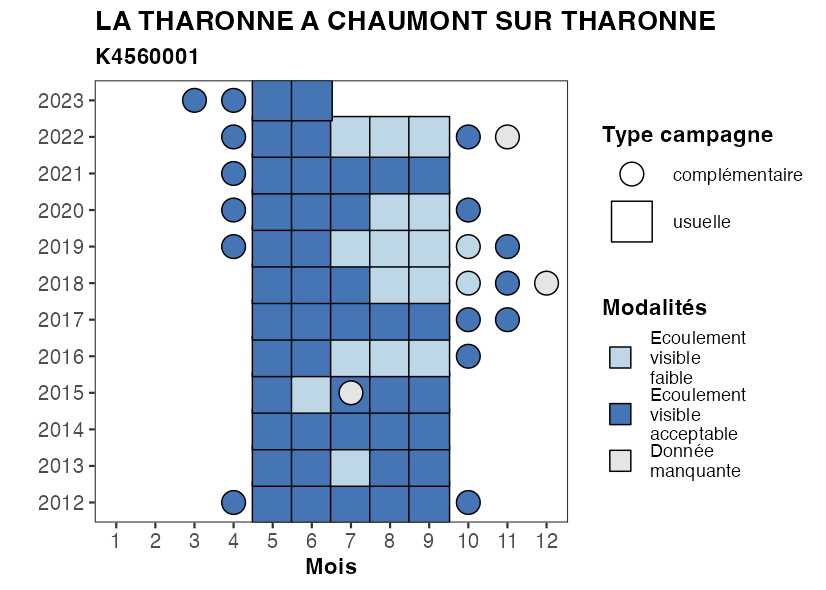 LA THARONNE A CHAUMONT SUR THARONNE
K4560001
2023
2022
2021
2020
2019
2018
2017
2016
2015
2014
2013
2012
1 2 3 4 5 6 7 8 9 10 11 12
Mois
Type campagne
complémentaire
usuelle
Modalités
Ecoulement
visible
faible
Ecoulement
visible
acceptable
Donnée
manquante